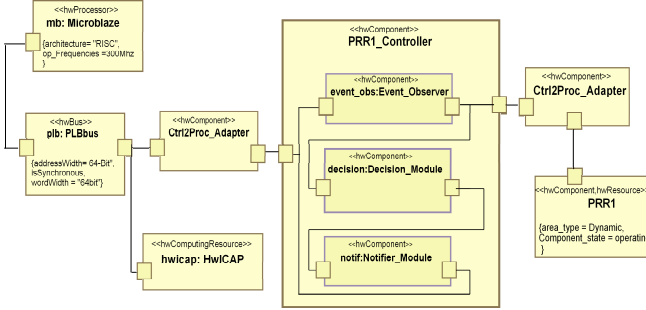 <<hwProcessor>>
mb: Microblaze
{architecture= "RISC",
op_Frequencies =300Mhz
}
<<hwBus>>
plb: PLBbus
{addressWidth= 64-Bit",
isSynchronous,
wordWidth = "64bit"}
<<hwComponent>>
Ctrl2Proc_Adapter
<<hwComputingResource>>
hwicap: HwICAP
<<hwComponent>>
PRR1_Controller
<<hwComponent>>
event_obs:Event_Observer
<<hwComponent>>
decision:Decision_Module
<<hwComponent>>
notif:Notifier_Module
<<hwComponent>>
Ctrl2Proc_Adapter
<<hwComponent,hwResource>>
PRR1
{area_type = Dynamic,
Component_state = operatin
}